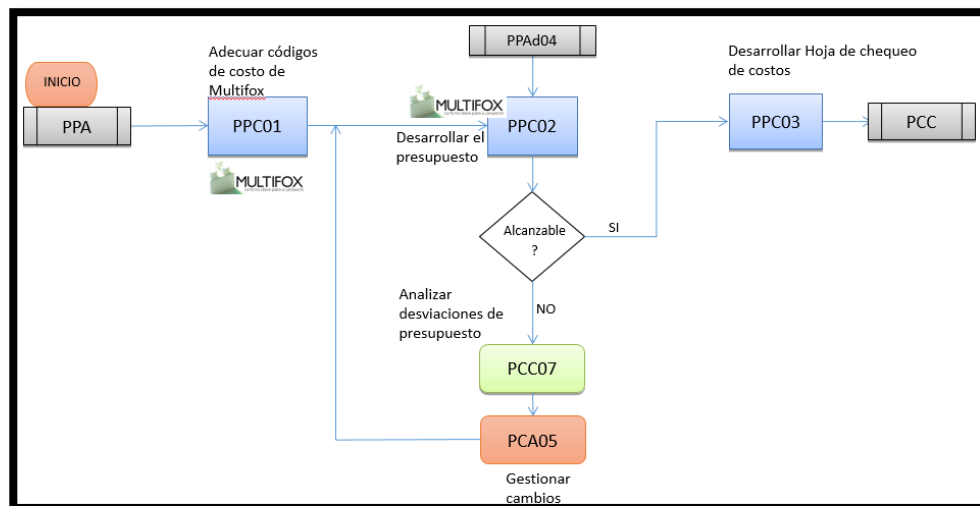 INICIO
PPA
Adecuar códigos
de costo de
Multifox
PPC01
MULTIFOX
PPAd04
MULTIFOX
Desarrollar el
presupuesto
PPC02
Desarrollar Hoja de chequeo
de costos
PPC03
PCC
Alcanzable
?
SI
NO
Analizar
desviaciones de
presupuesto
PCC07
PCA05
Gestionar
cambios